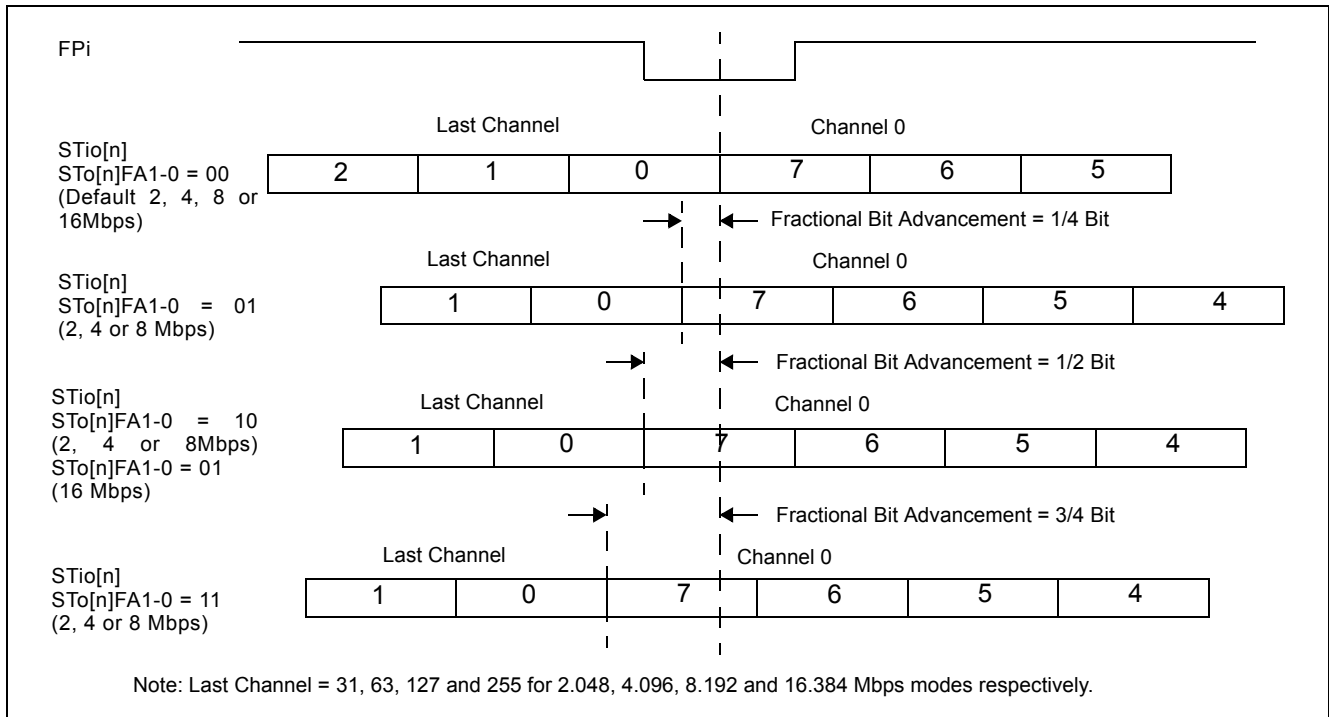 FPi
Last Channel
Channel 0
STio[n]
STo[n]FA1-0 = 00
(Default 2, 4, 8 or
16Mbps)
2 1 0 7 6 5
Fractional Bit Advancement = 1/4 Bit
Last Channel
Channel 0
STio[n]
STo[n]FA1-0 = 01
(2, 4 or 8 Mbps)
1 0 7 6 5 4
Fractional Bit Advancement = 1/2 Bit
Last Channel
Channel 0
STio[n]
STo[n]FA1-0 = 10
(2, 4 or 8Mbps)
STo[n]FA1-0 = 01
(16 Mbps)
1 0 7 6 5 4
Fractional Bit Advancement = 3/4 Bit
Last Channel
Channel 0
STio[n]
STo[n]FA1-0 = 11
(2, 4 or 8 Mbps)
1 0 7 6 5 4
Note: Last Channel = 31, 63, 127 and 255 for 2.048, 4.096, 8.192 and 16.384 Mbps modes respectively.